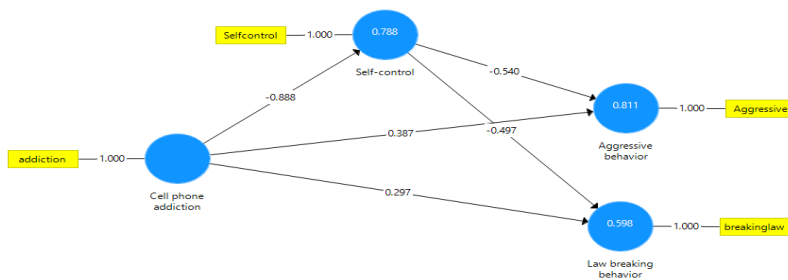 Selfcontrol
1.000
0.788
Self-control
-0.888
-0.540
0.811
1.000
Aggressive
Aggressive
behavior
0.387
-0.497
addiction
1.000
Cell phone
addiction
0.297
0.598
1.000
breakinglaw
Law breaking
behavior